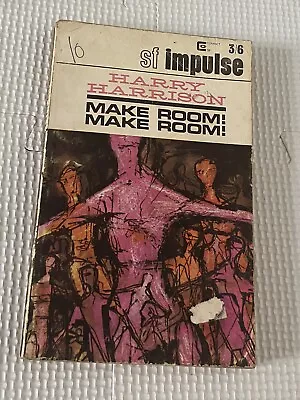 10
3/6
sf impulse
HARRY
HARRISON
MAKE ROOM!
MAKE ROOM!